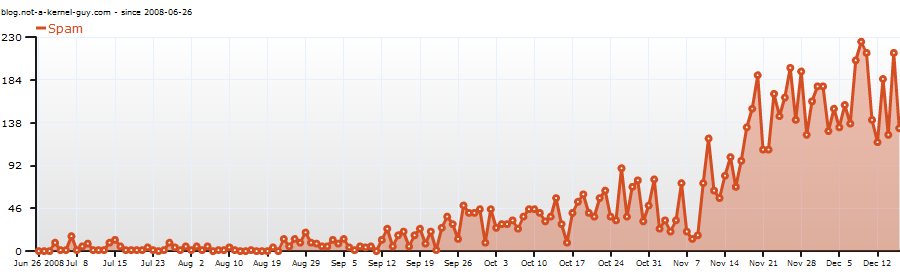 blog.not-a-kernel-guy.com - since 2008-06-26
Spam
230
184
138
92
46
0
Jun 26 2008 Jul 8 Jul 15 Jul 23 Aug 2 Aug 10 Aug 19 Aug 29 Sep 5 Sep 12 Sep 19 Sep 26 Oct 3 Oct 10 Oct 17 Oct 24 Oct 31 Nov 7 Nov 14 Nov 21 Nov 28 Dec 5 Dec 12